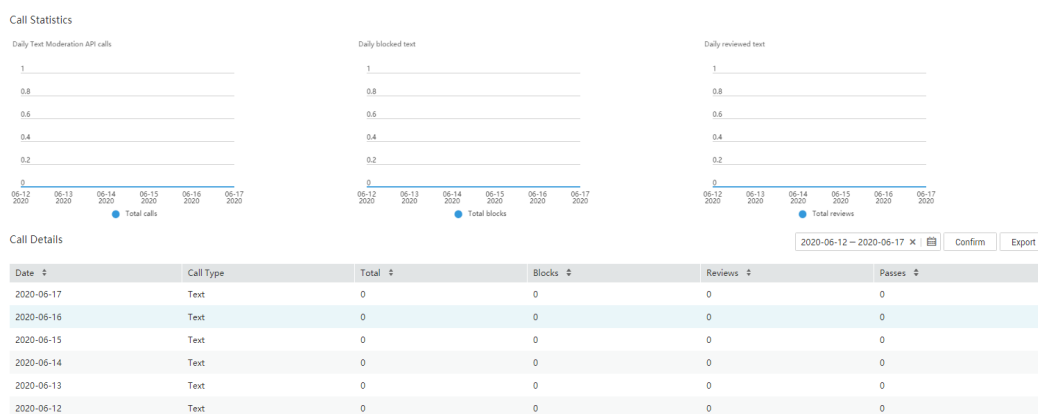 Call Statistics
Daily Text Moderation API calls
1
0.8
0.6
0.4
0.2
0
06-12 06-13 06-14 06-15 06-16 06-17
2020 2020 2020 2020 2020 2020
Total calls
Daily blocked text
1
0.8
0.6
0.4
0.2
0
06-12 06-13 06-14 06-15 06-16 06-17
2020 2020 2020 2020 2020 2020
Total blocks
Daily reviewed text
1
0.8
0.6
0.4
0.2
0
06-12 06-13 06-14 06-15 06-16 06-17
2020 2020 2020 2020 2020 2020
Total reviews
Call Details
2020-06-12 – 2020-06-17 × Confirm Export
Date Call Type Total Blocks Reviews Passes
2020-06-17 Text 0 0 0 0
2020-06-16 Text 0 0 0 0
2020-06-15 Text 0 0 0 0
2020-06-14 Text 0 0 0 0
2020-06-13 Text 0 0 0 0
2020-06-12 Text 0 0 0 0